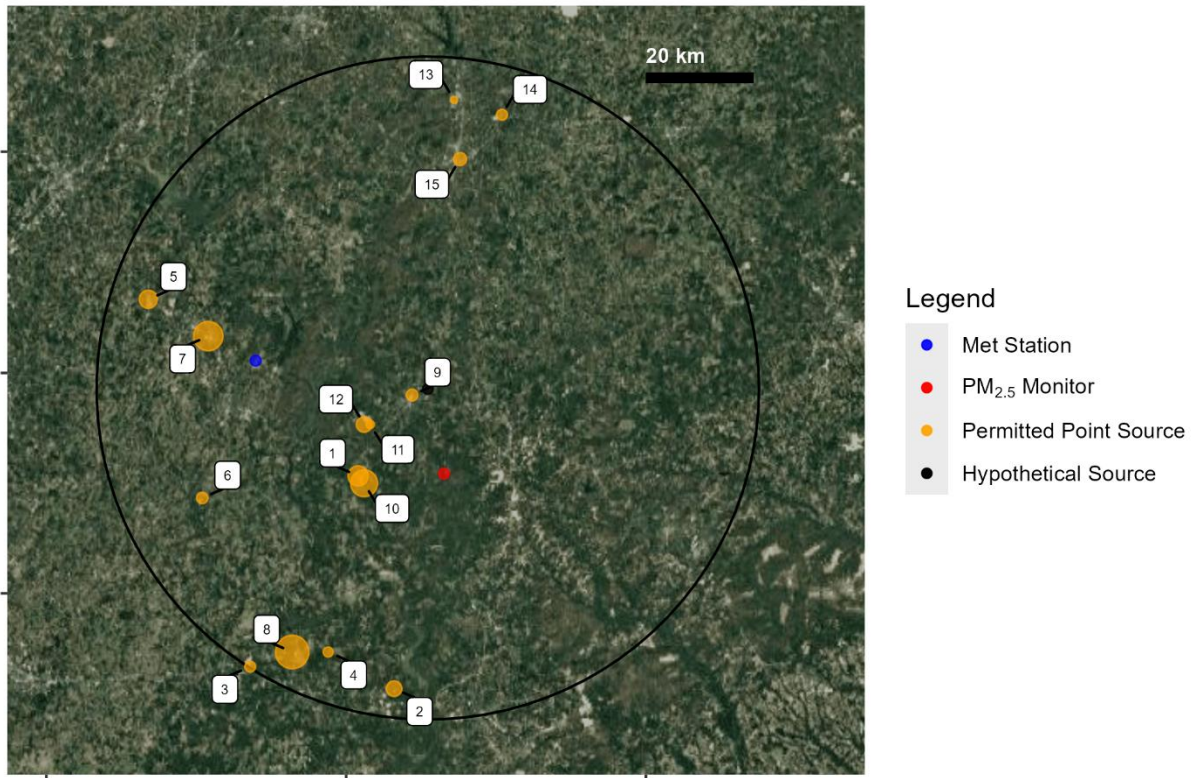 20 km
13
14
15
5
7
9
12
11
1
6
10
8
4
3
2
Legend
Met Station
PM2.5 Monitor
Permitted Point Source
Hypothetical Source